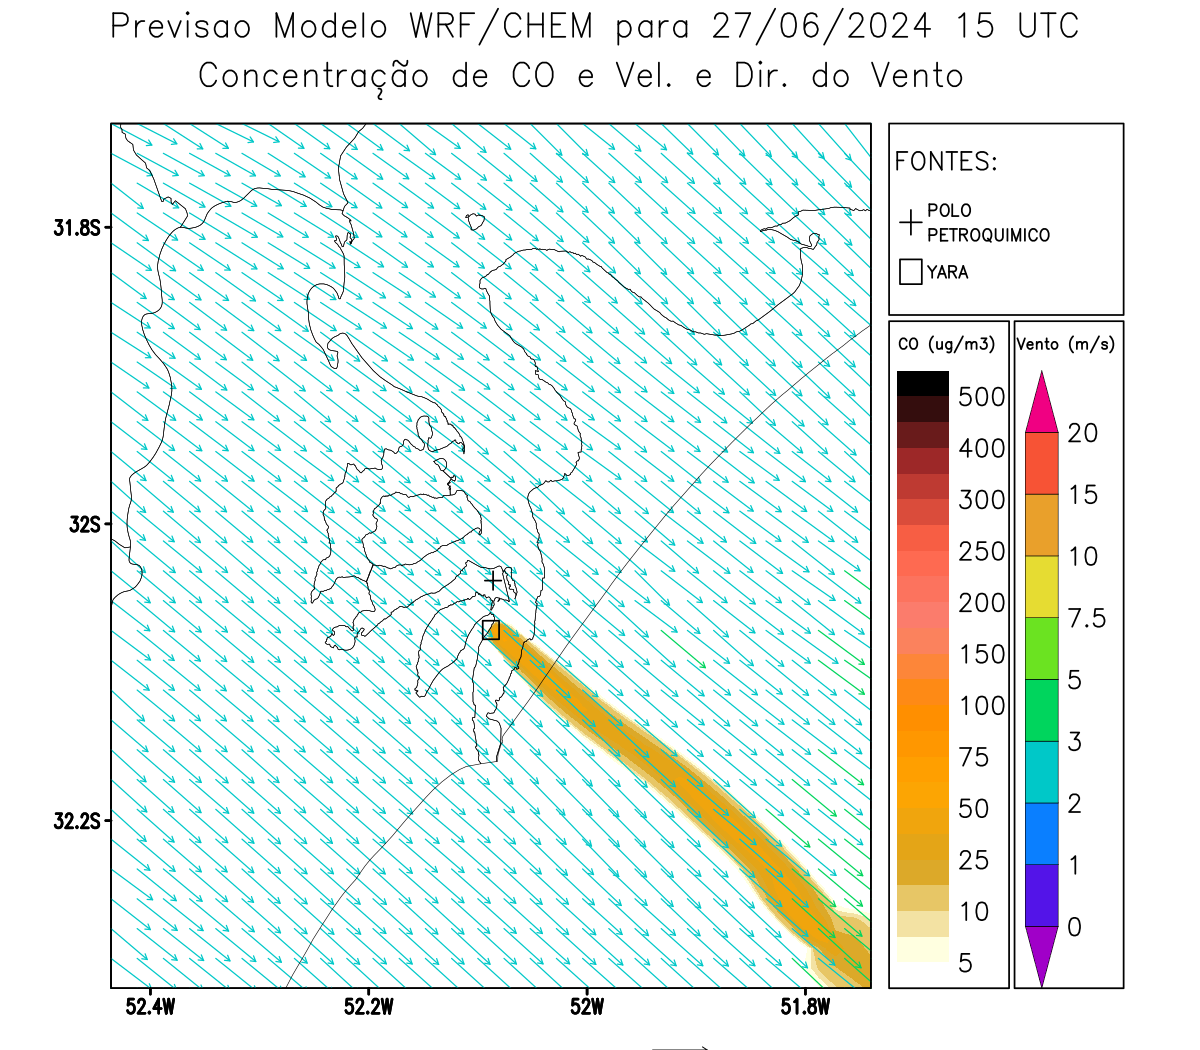 Previsao Modelo WRF/CHEM para 27/06/2024 15 UTC
Concentração de CO e Vel. e Dir. do Vento
FONTES:
POLO
PETROQUIMICO
YARA
CO (ug/m3)
500
400
300
250
200
150
100
75
50
25
10
5
Vento (m/s)
20
15
10
7.5
5
3
2
1
0
31.8S
32S
32.2S
52.4W
52.2W
52W
51.8W